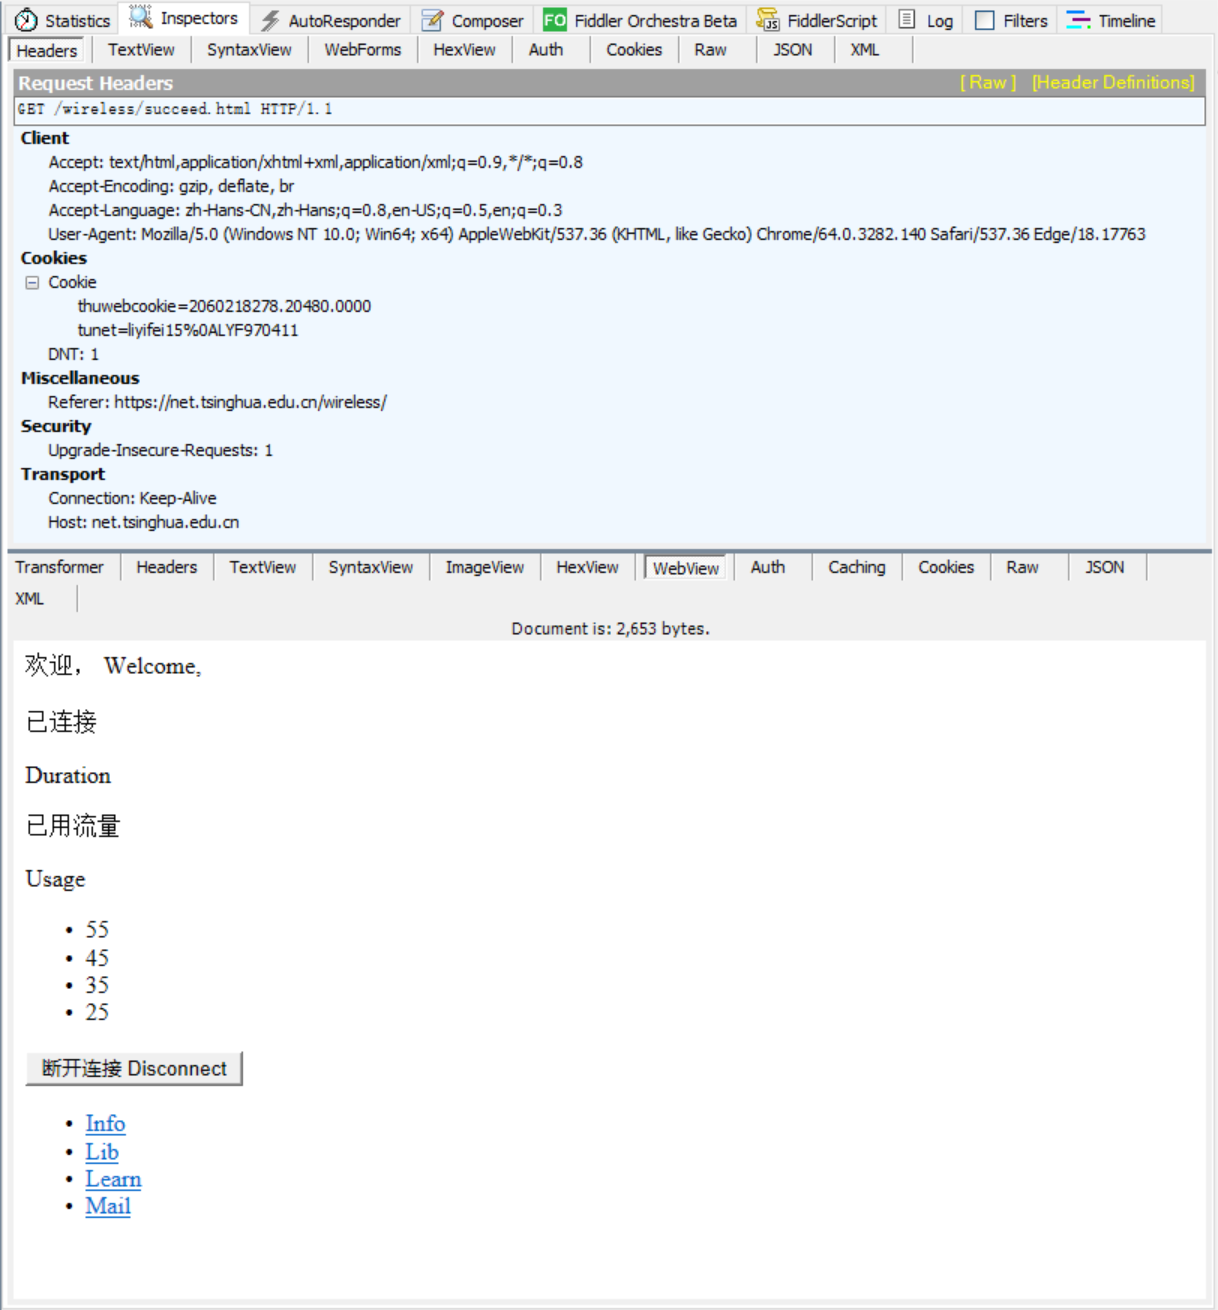 Statistics Inspectors AutoResponder Composer FO Fiddler Orchestra Beta JS FiddlerScript Log Filters Timeline
Headers TextView SyntaxView WebForms HexView Auth Cookies Raw JSON XML
Request Headers [ Raw ] [Header Definitions]
GET /wireless/succeed.html HTTP/1.1
Client
Accept: text/html,application/xhtml+xml,application/xml;q=0.9,*/*;q=0.8
Accept-Encoding: gzip, deflate, br
Accept-Language: zh-Hans-CN,zh-Hans;q=0.8,en-US;q=0.5,en;q=0.3
User-Agent: Mozilla/5.0 (Windows NT 10.0; Win64; x64) AppleWebKit/537.36 (KHTML, like Gecko) Chrome/64.0.3282.140 Safari/537.36 Edge/18.17763
Cookies
Cookie
thuwebcookie=2060218278.20480.0000
tunet=liyifei15%0ALYF970411
DNT: 1
Miscellaneous
Referer: https://net.tsinghua.edu.cn/wireless/
Security
Upgrade-Insecure-Requests: 1
Transport
Connection: Keep-Alive
Host: net.tsinghua.edu.cn
Transformer Headers TextView SyntaxView ImageView HexView WebView Auth Caching Cookies Raw JSON
XML
Document is: 2,653 bytes.
欢迎， Welcome,
已连接
Duration
已用流量
Usage
• 55
• 45
• 35
• 25
断开连接 Disconnect
• Info
• Lib
• Learn
• Mail